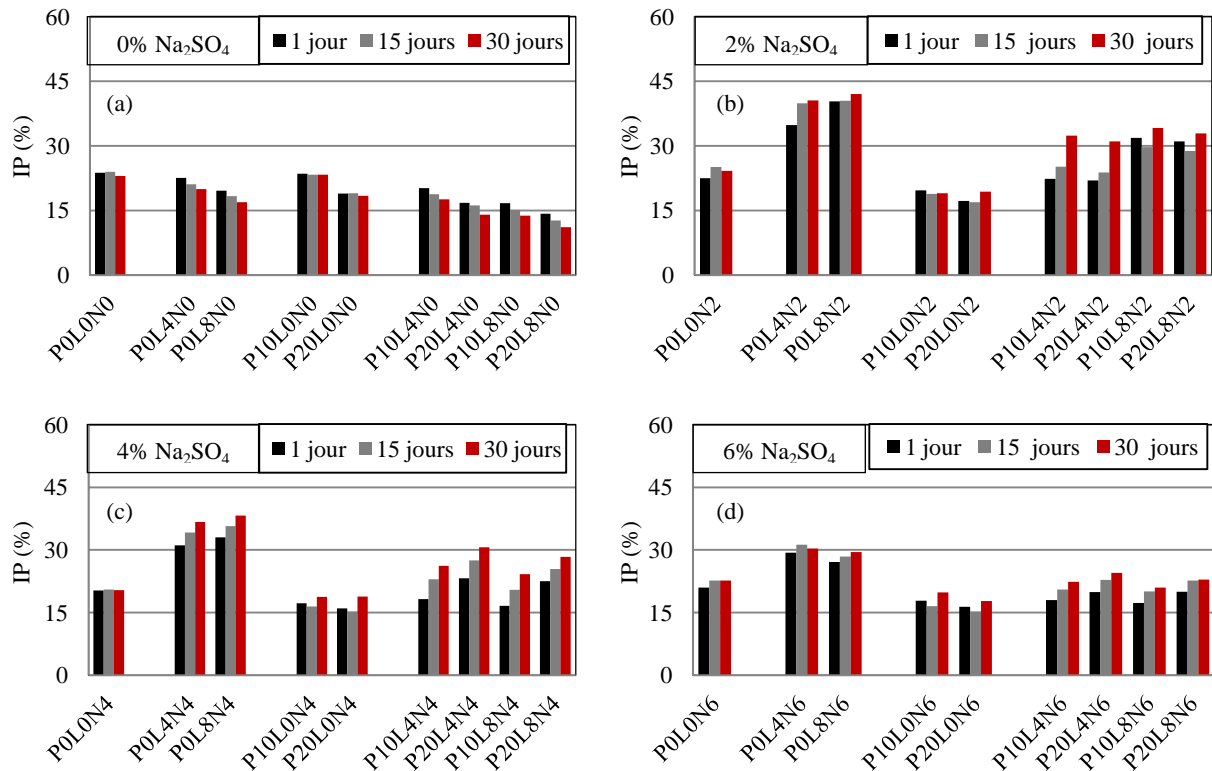 60
45
30
15
0
IP (%)
0% Na₂SO₄
1 jour
15 jours
30 jours
(a)
P0L0N0
P0L4N0
P0L8N0
P10L0N0
P20L0N0
P10L4N0
P20L4N0
P10L8N0
P20L8N0
60
45
30
15
0
IP (%)
2% Na₂SO₄
1 jour
15 jours
30 jours
(b)
P0L0N2
P0L4N2
P0L8N2
P10L0N2
P20L0N2
P10L4N2
P20L4N2
P10L8N2
P20L8N2
60
45
30
15
0
IP (%)
4% Na₂SO₄
1 jour
15 jours
30 jours
(c)
P0L0N4
P0L4N4
P0L8N4
P10L0N4
P20L0N4
P10L4N4
P20L4N4
P10L8N4
P20L8N4
60
45
30
15
0
IP (%)
6% Na₂SO₄
1 jour
15 jours
30 jours
(d)
P0L0N6
P0L4N6
P0L8N6
P10L0N6
P20L0N6
P10L4N6
P20L4N6
P10L8N6
P20L8N6